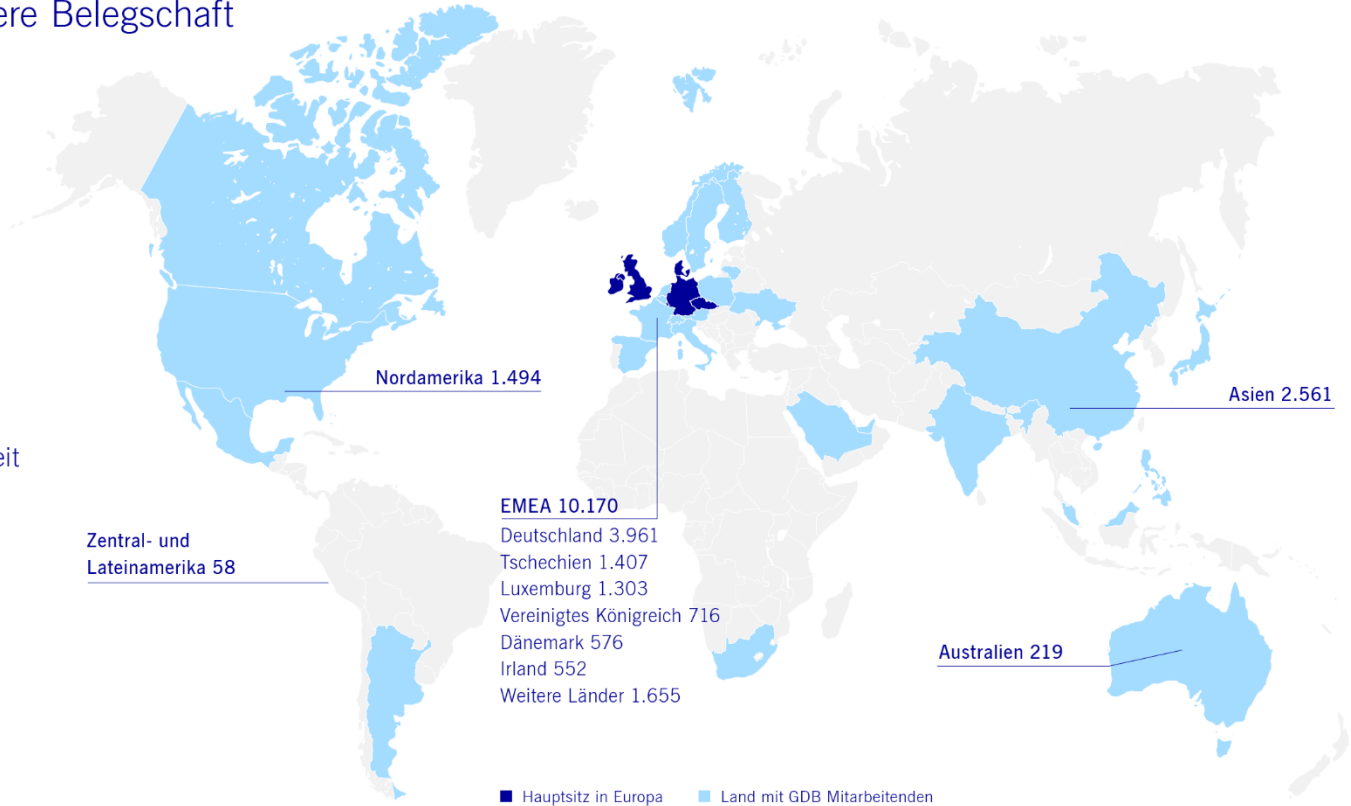 ere Belegschaft
Nordamerika 1.494
Asien 2.561
eit
EMEA 10.170
Deutschland 3.961
Tschechien 1.407
Luxemburg 1.303
Vereinigtes Königreich 716
Dänemark 576
Irland 552
Weitere Länder 1.655
Zentral- und
Lateinamerika 58
Australien 219
Hauptsitz in Europa
Land mit GDB Mitarbeitenden